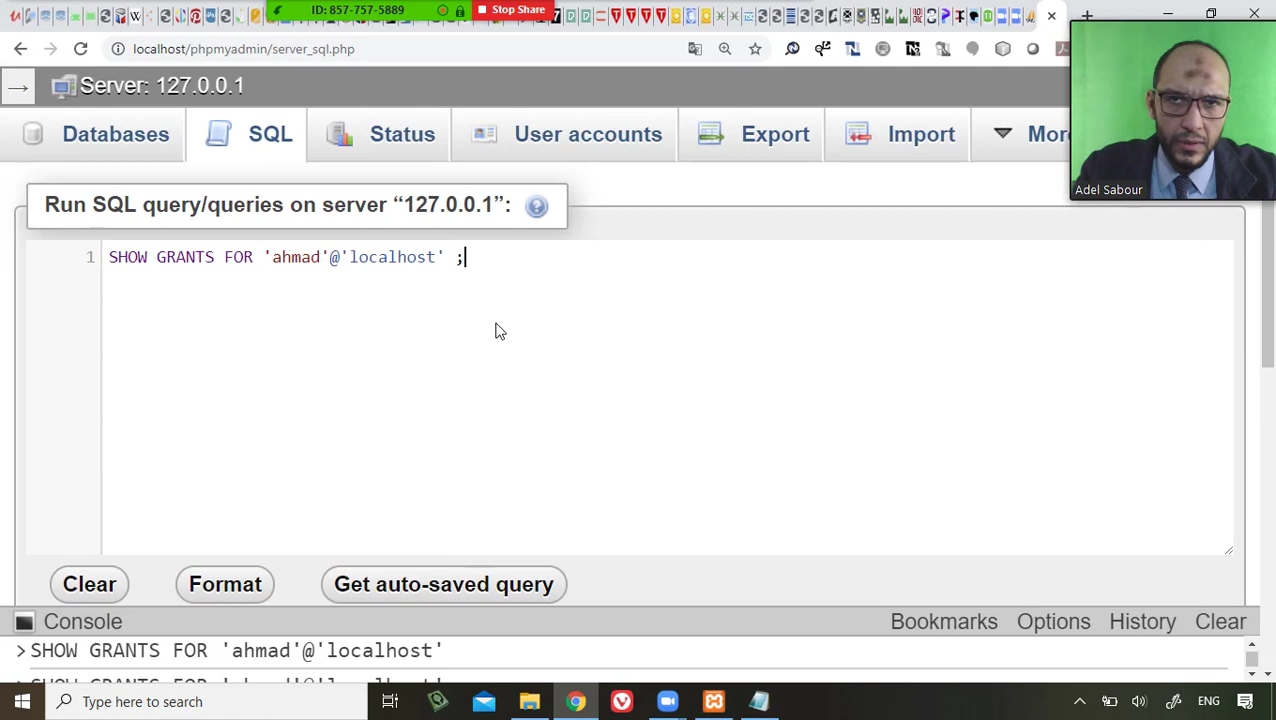 ID: 857-757-5889
Stop Share
localhost/phpmyadmin/server_sql.php
Server: 127.0.0.1
Databases
SQL
Status
User accounts
Export
Import
Adel Sabour
Run SQL query/queries on server “127.0.0.1”:
1 SHOW GRANTS FOR 'ahmad'@'localhost' ;
Clear
Format
Get auto-saved query
Console
Bookmarks
Options
History
Clear
>SHOW GRANTS FOR 'ahmad'@'localhost'
Type here to search
ENG